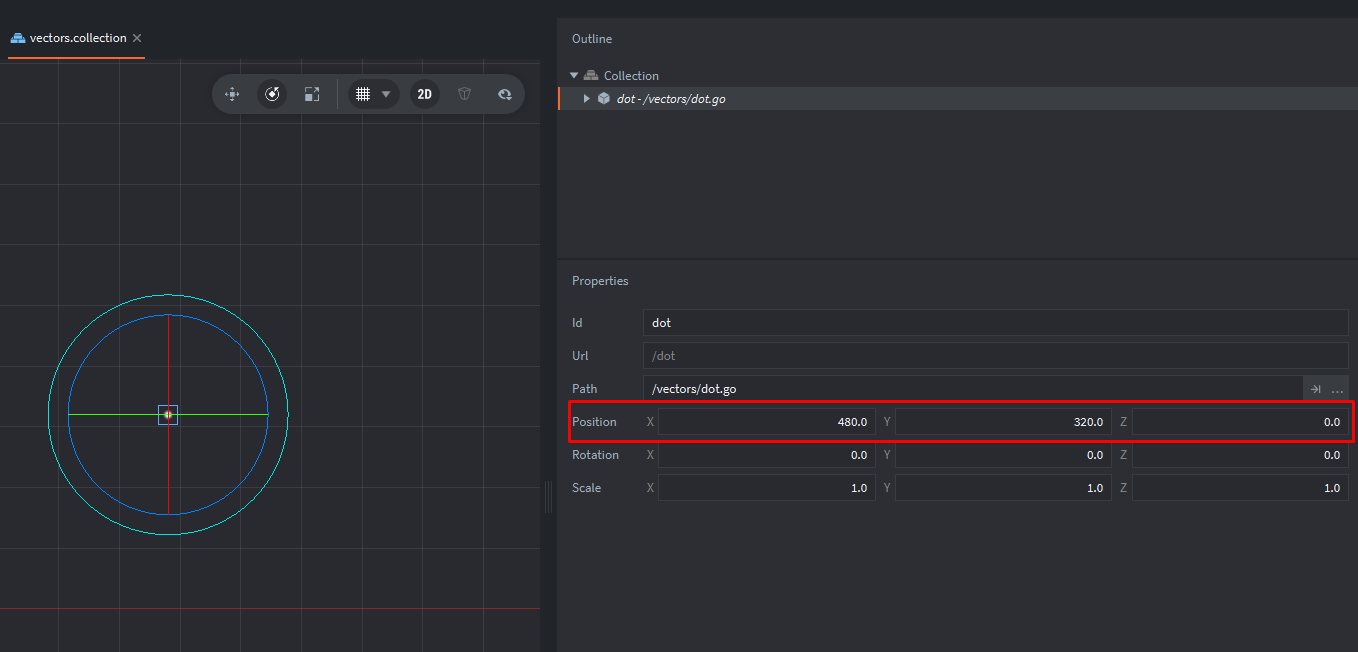 vectors.collection
2D
Outline
Collection
dot - /vectors/dot.go
Properties
Id dot
Url /dot
Path /vectors/dot.go ...
Position X 480.0 Y 320.0 Z 0.0
Rotation X 0.0 Y 0.0 Z 0.0
Scale X 1.0 Y 1.0 Z 1.0